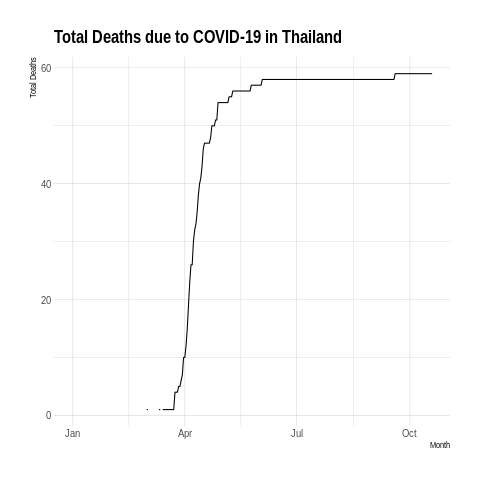 Total Deaths due to COVID-19 in Thailand
Total Deaths
60
40
20
0
Jan Apr Jul Oct
Month